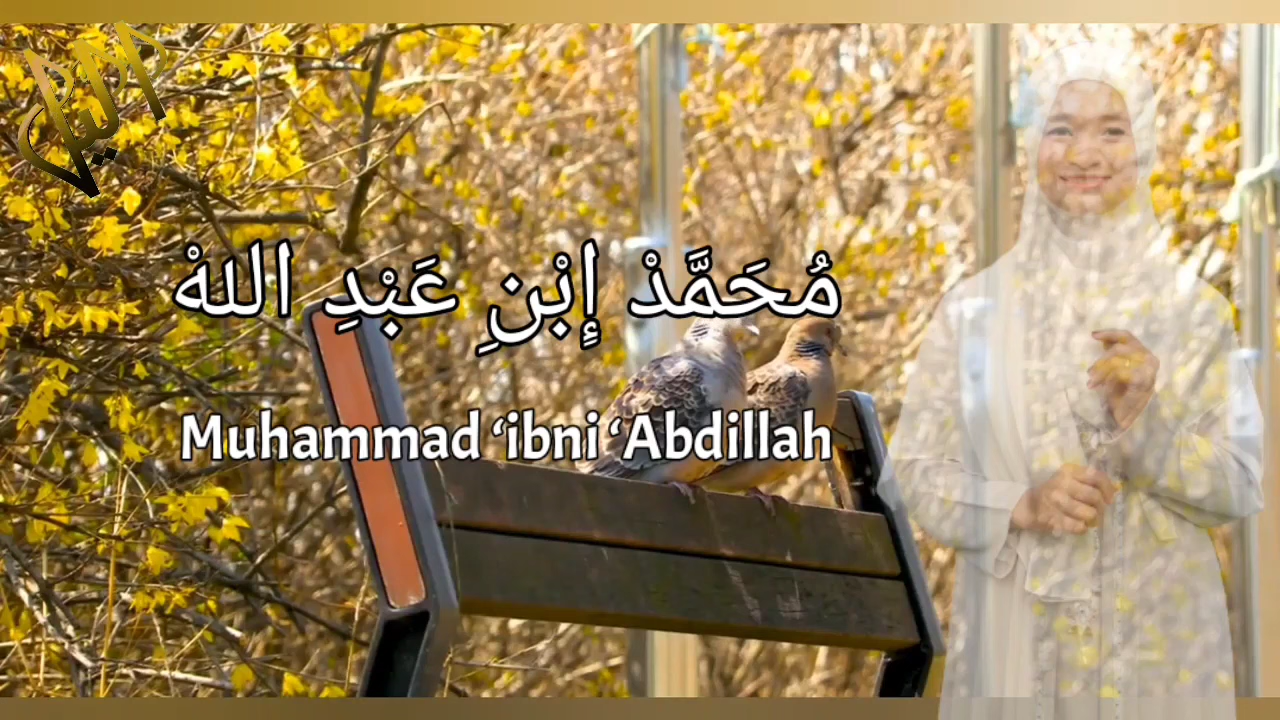 مُحَمَّدْ إِبْنِ عَبْدِ اللهْ
Muhammad ‘ibni ‘Abdillah